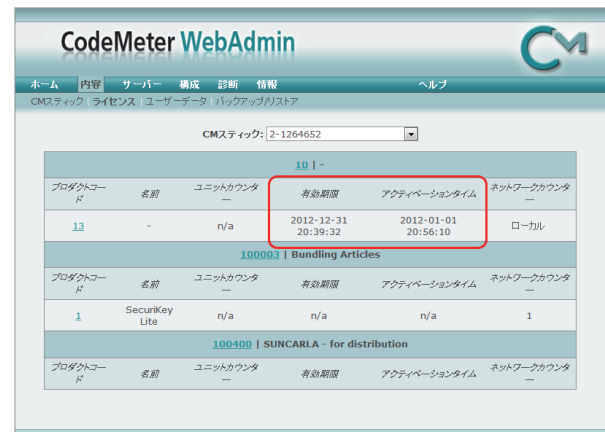 CodeMeter WebAdmin
CM
ホーム 内容 サーバー 構成 診断 情報 ヘルプ
CMスティック | ライセンス | ユーザーデータ | バックアップ/リストア
CMスティック: 2-1264652
10 | -
プロダクトコード 名前 ユニットカウンター 有効期限 アクティベーションタイム ネットワークカウンター
13 - n/a 2012-12-31 20:39:32 2012-01-01 20:56:10 ローカル
100003 | Bundling Articles
プロダクトコード 名前 ユニットカウンター 有効期限 アクティベーションタイム ネットワークカウンター
1 SecuriKey Lite n/a n/a n/a 1
100400 | SUNCARLA - for distribution
プロダクトコード 名前 ユニットカウンター 有効期限 アクティベーションタイム ネットワークカウンター